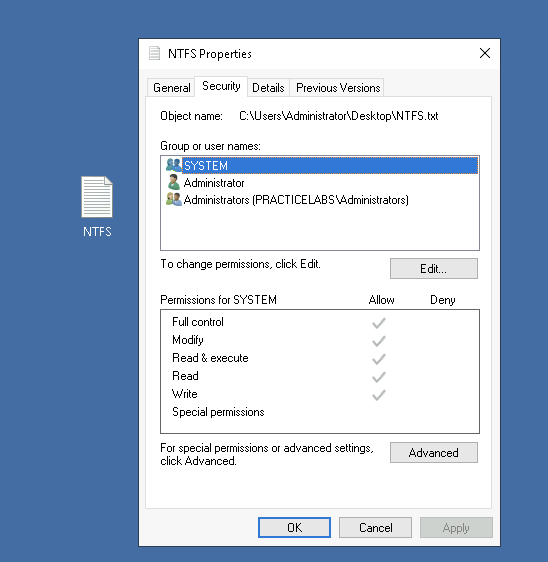 NTFS Properties
General Security Details Previous Versions
Object name: C:\Users\Administrator\Desktop\NTFS.txt
Group or user names:
SYSTEM
Administrator
Administrators (PRACTICELABS\Administrators)
NTFS
To change permissions, click Edit.
Edit...
Permissions for SYSTEM Allow Deny
Full control
Modify
Read & execute
Read
Write
Special permissions
For special permissions or advanced settings,
click Advanced.
Advanced
OK Cancel Apply